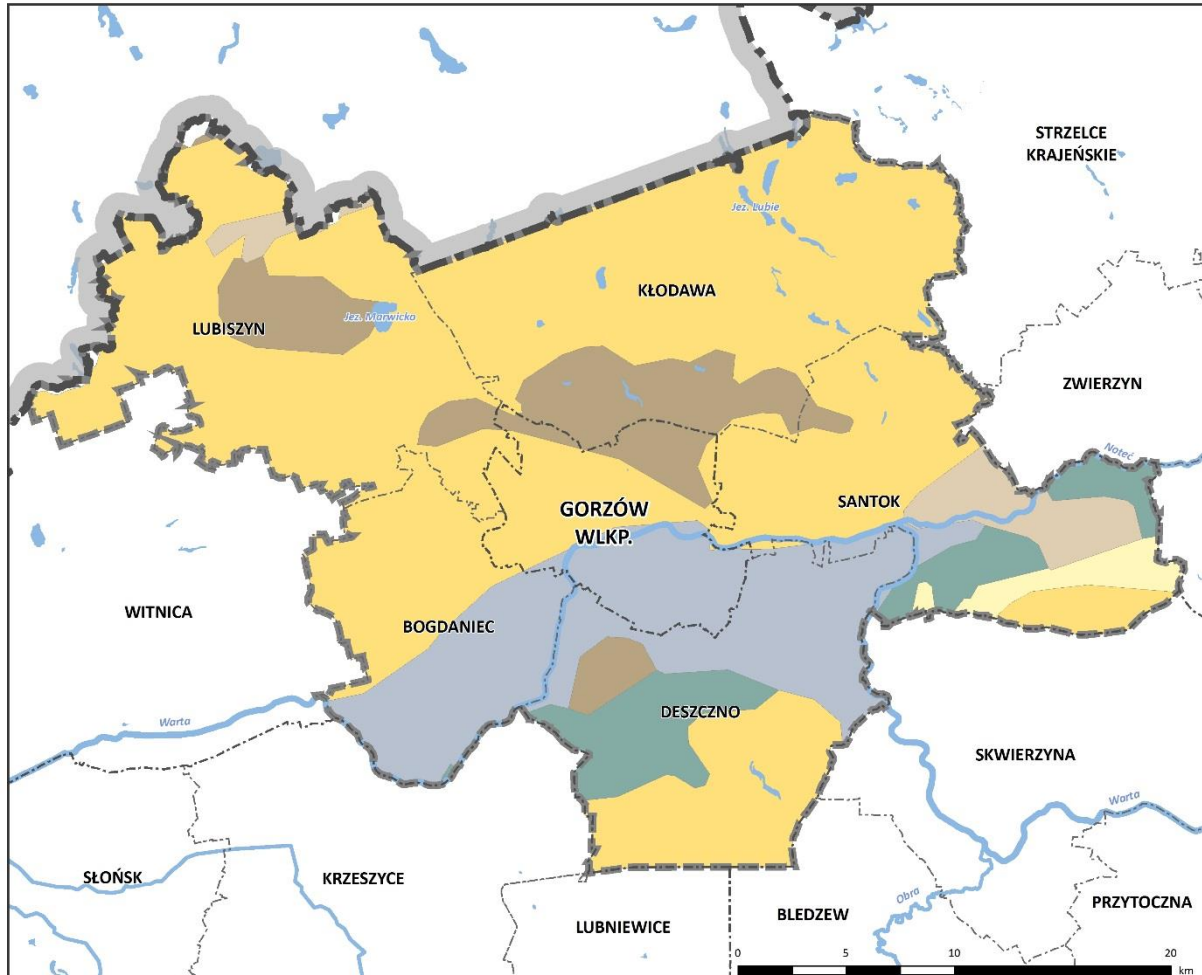 STRZELCE
KRAJEŃSKIE
Jez. Lubie
KŁODAWA
LUBISZYN
Jez. Marwicko
ZWIERZYN
Noteć
SANTOK
GORZÓW
WLKP.
WITNICA
BOGDANIEC
DESZCZNO
Warta
SKWIERZYNA
Warta
SŁOŃSK
KRZESZYCE
Obra
PRZYTOCZNA
BLEDZEW
LUBNIEWICE
0 5 10 20
km